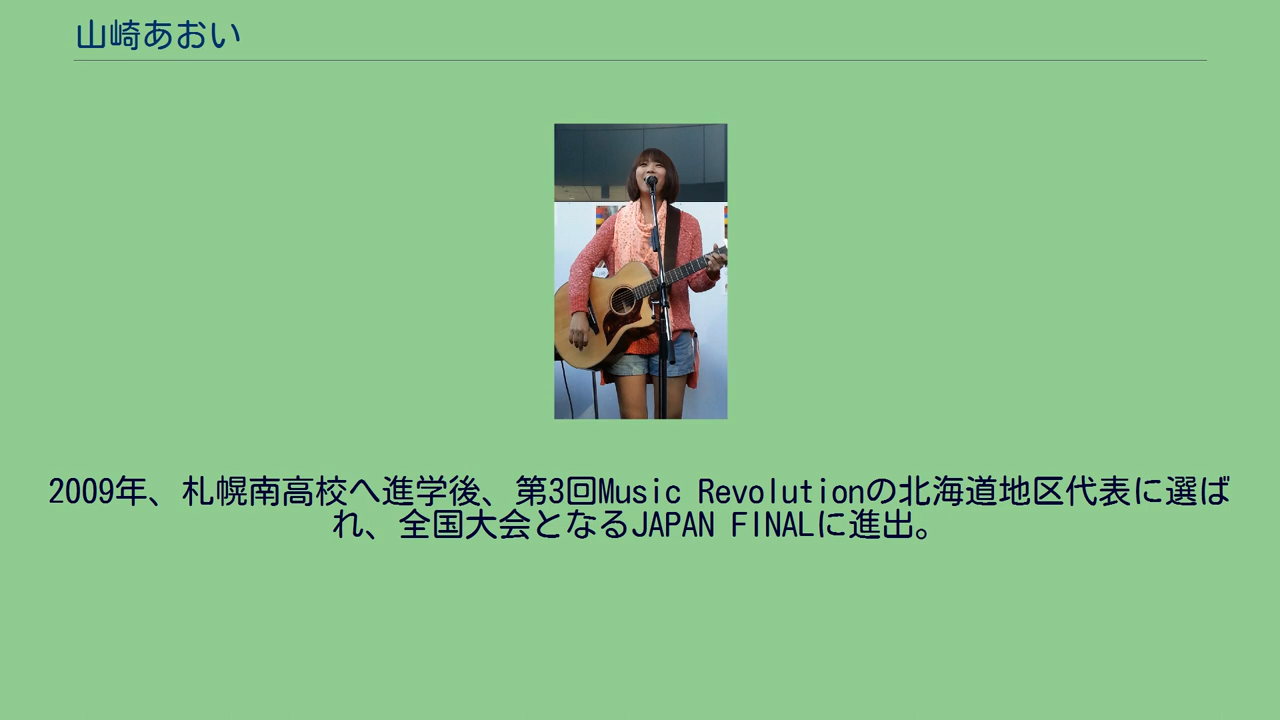 山崎あおい
2009年、札幌南高校へ進学後、第3回Music Revolutionの北海道地区代表に選ば
れ、全国大会となるJAPAN FINALに進出。